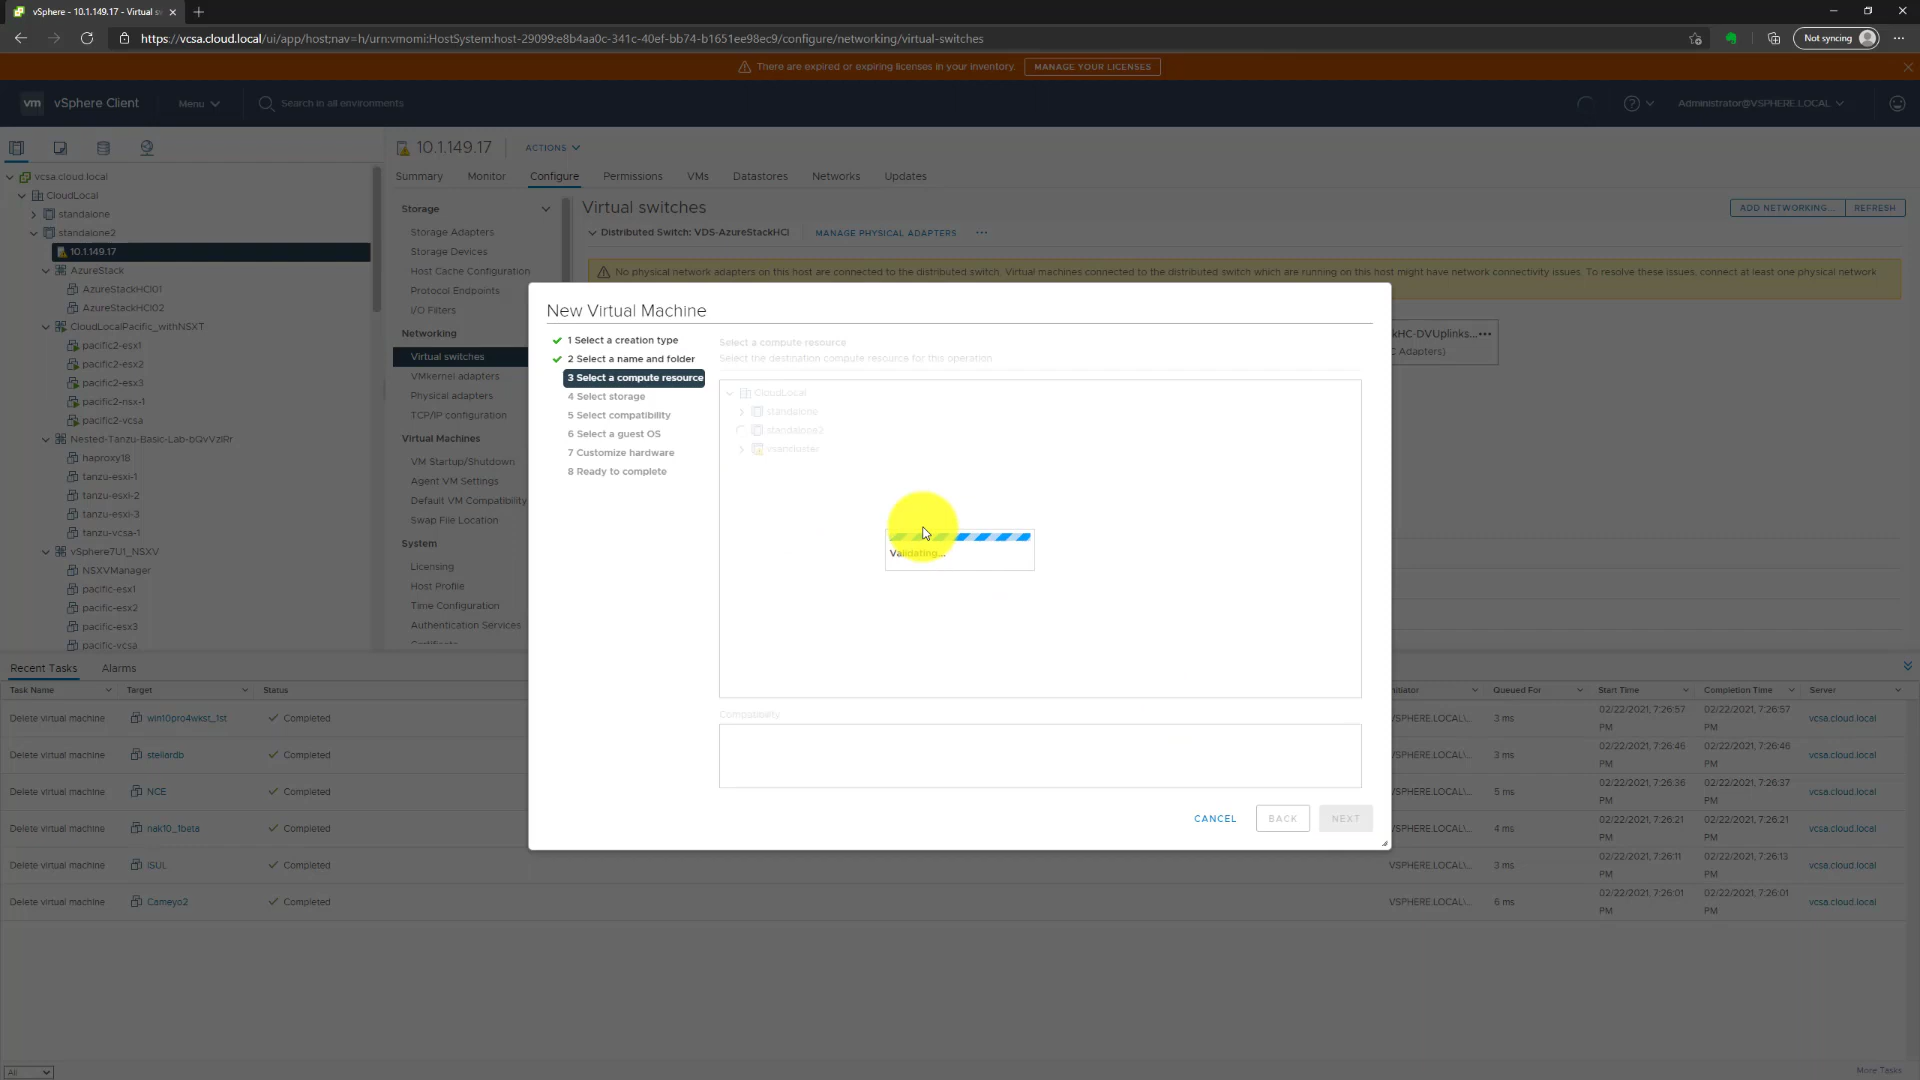 vSphere - 10.1.149.17 - Virtual s
https://vcsa.cloud.local/ui/app/host;nav=h/urn:vmomi:HostSystem:host-29099:e8b4aa0c-341c-40ef-bb74-b1651ee98ec9/configure/networking/virtual-switches
Not syncing
There are expired or expiring licenses in your inventory.
MANAGE YOUR LICENSES
vm
vSphere Client
Menu
Search in all environments
Administrator@VSPHERE.LOCAL
vcsa.cloud.local
CloudLocal
standalone
standalone2
10.1.149.17
AzureStack
AzureStackHCI01
AzureStackHCI02
CloudLocalPacific_withNSXT
pacific2-esx1
pacific2-esx2
pacific2-esx3
pacific2-nsx-1
pacific2-vcsa
Nested-Tanzu-Basic-Lab-bQvVzlRr
haproxy18
tanzu-esxi-1
tanzu-esxi-2
tanzu-esxi-3
tanzu-vcsa-1
vSphere7U1_NSXV
NSXVManager
pacific-esx1
pacific-esx2
pacific-esx3
pacific-vcsa
10.1.149.17
ACTIONS
Summary
Monitor
Configure
Permissions
VMs
Datastores
Networks
Updates
Storage
Storage Adapters
Storage Devices
Host Cache Configuration
Protocol Endpoints
I/O Filters
Networking
Virtual switches
VMkernel adapters
Physical adapters
TCP/IP configuration
Virtual Machines
VM Startup/Shutdown
Agent VM Settings
Default VM Compatibility
Swap File Location
System
Licensing
Host Profile
Time Configuration
Authentication Services
Certificate
Virtual switches
ADD NETWORKING...
REFRESH
Distributed Switch: VDS-AzureStackHCI
MANAGE PHYSICAL ADAPTERS
...
No physical network adapters on this host are connected to the distributed switch. Virtual machines connected to the distributed switch which are running on this host might have network connectivity issues. To resolve these issues, connect at least one physical network
kHC-DVUplinks...
Adapters)
New Virtual Machine
1 Select a creation type
2 Select a name and folder
3 Select a compute resource
4 Select storage
5 Select compatibility
6 Select a guest OS
7 Customize hardware
8 Ready to complete
Select a compute resource
Select the destination compute resource for this operation
CloudLocal
standalone
standalone2
vsancluster
Validating...
Compatibility
CANCEL
BACK
NEXT
Recent Tasks
Alarms
Task Name
Target
Status
nitiator
Queued For
Start Time
Completion Time
Server
Delete virtual machine
win10pro4wkst_1st
Completed
VSPHERE.LOCAL\...
3 ms
02/22/2021, 7:26:57 PM
02/22/2021, 7:26:57 PM
vcsa.cloud.local
Delete virtual machine
stellardb
Completed
VSPHERE.LOCAL\...
3 ms
02/22/2021, 7:26:46 PM
02/22/2021, 7:26:46 PM
vcsa.cloud.local
Delete virtual machine
NCE
Completed
VSPHERE.LOCAL\...
5 ms
02/22/2021, 7:26:36 PM
02/22/2021, 7:26:37 PM
vcsa.cloud.local
Delete virtual machine
nak10_1beta
Completed
VSPHERE.LOCAL\...
4 ms
02/22/2021, 7:26:21 PM
02/22/2021, 7:26:21 PM
vcsa.cloud.local
Delete virtual machine
ISUL
Completed
VSPHERE.LOCAL\...
3 ms
02/22/2021, 7:26:11 PM
02/22/2021, 7:26:13 PM
vcsa.cloud.local
Delete virtual machine
Cameyo2
Completed
VSPHERE.LOCAL\...
6 ms
02/22/2021, 7:26:01 PM
02/22/2021, 7:26:01 PM
vcsa.cloud.local
All
More Tasks